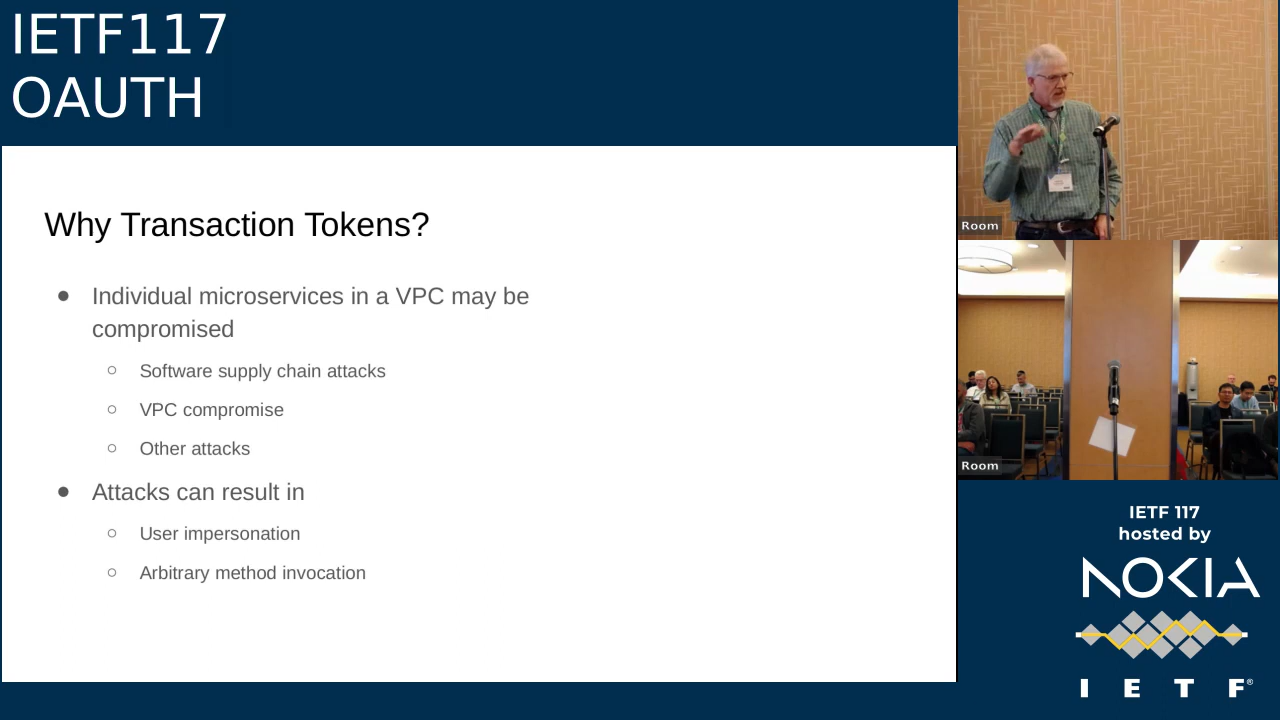 IETF117
OAUTH
Why Transaction Tokens?
Individual microservices in a VPC may be
compromised
Software supply chain attacks
VPC compromise
Other attacks
Attacks can result in
User impersonation
Arbitrary method invocation
Room
Room
IETF 117
hosted by
NOKIA
I E T F®